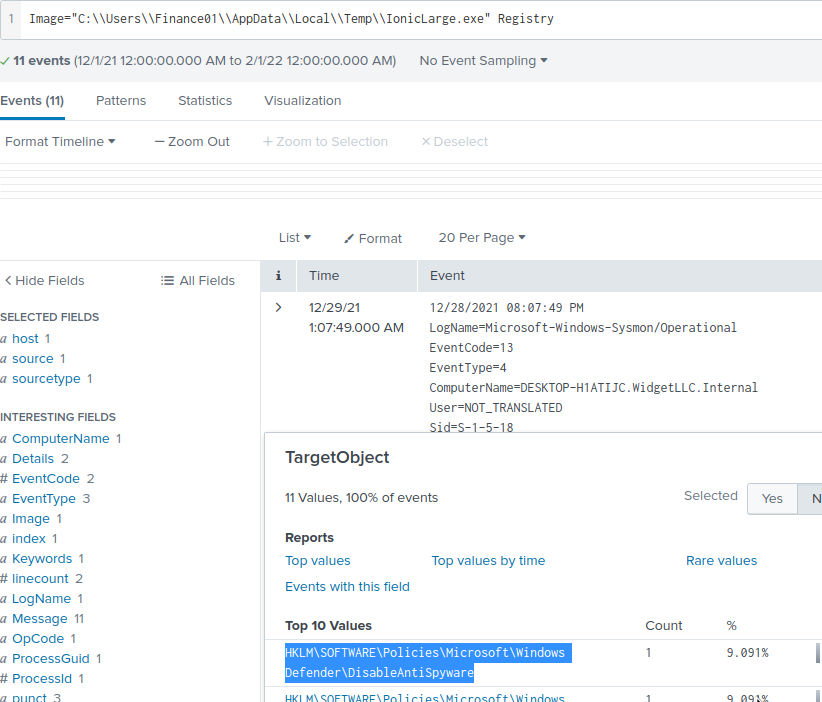 1 Image="C:\\Users\\Finance01\\AppData\\Local\\Temp\\IonicLarge.exe" Registry
✓ 11 events (12/1/21 12:00:00.000 AM to 2/1/22 12:00:00.000 AM) No Event Sampling
Events (11) Patterns Statistics Visualization
Format Timeline — Zoom Out + Zoom to Selection × Deselect
List Format 20 Per Page
< Hide Fields All Fields
i Time Event
SELECTED FIELDS
a host 1
a source 1
a sourcetype 1
INTERESTING FIELDS
a ComputerName 1
a Details 2
# EventCode 2
a EventType 3
a Image 1
a index 1
a Keywords 1
# linecount 2
a LogName 1
a Message 11
a OpCode 1
a ProcessGuid 1
# ProcessId 1
a punct 3
> 12/29/21
1:07:49.000 AM
12/28/2021 08:07:49 PM
LogName=Microsoft-Windows-Sysmon/Operational
EventCode=13
EventType=4
ComputerName=DESKTOP-H1ATIJC.WidgetLLC.Internal
User=NOT_TRANSLATED
Sid=S-1-5-18
TargetObject
11 Values, 100% of events Selected Yes N
Reports
Top values Top values by time Rare values
Events with this field
Top 10 Values Count %
HKLM\SOFTWARE\Policies\Microsoft\Windows 1 9.091%
Defender\DisableAntiSpyware
HKLM\SOFTWARE\Policies\Microsoft\Windows 1 9.091%